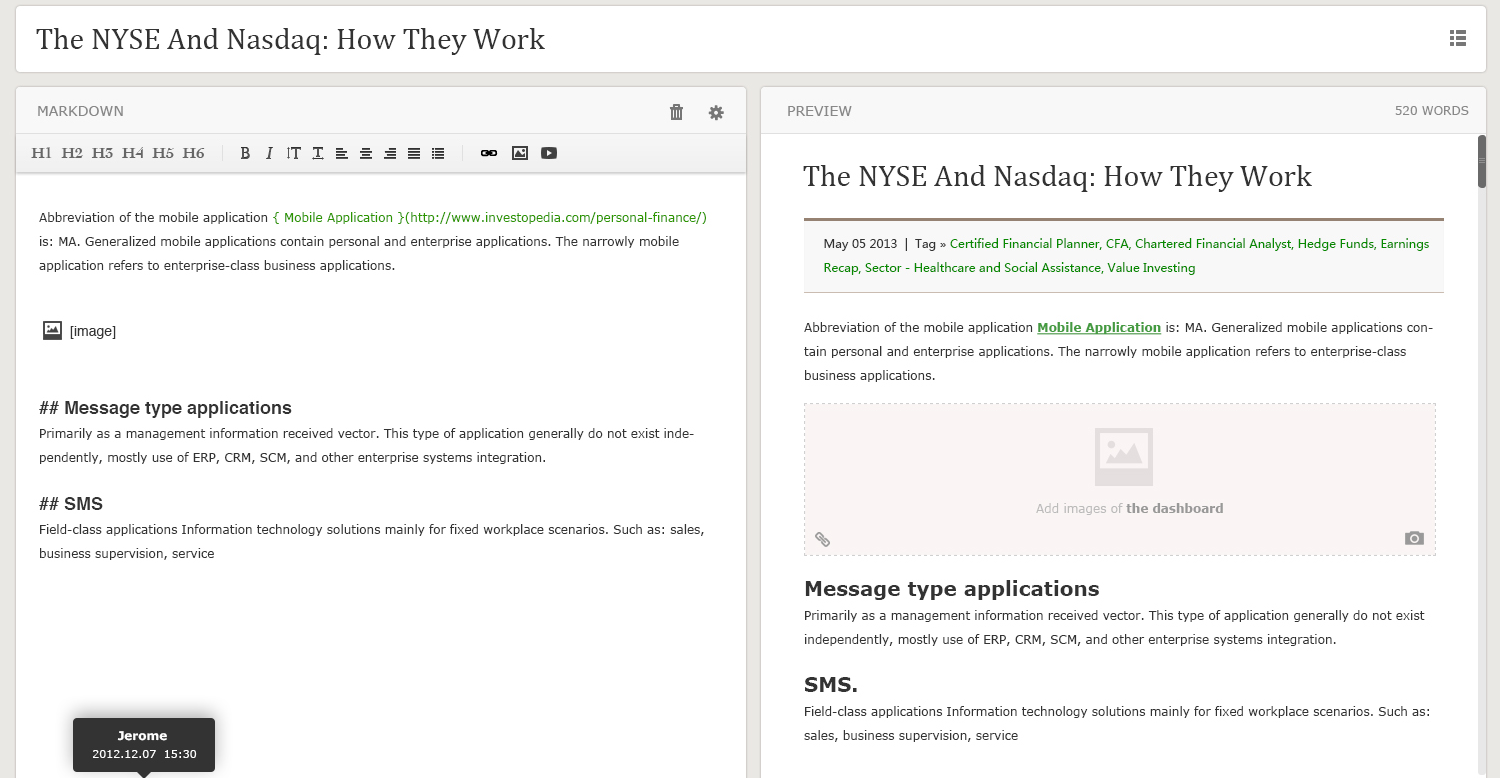 The NYSE And Nasdaq: How They Work
MARKDOWN
H1 H2 H3 H4 H5 H6 B I T T
Abbreviation of the mobile application { Mobile Application }(http://www.investopedia.com/personal-finance/)
is: MA. Generalized mobile applications contain personal and enterprise applications. The narrowly mobile
application refers to enterprise-class business applications.
[image]
## Message type applications
Primarily as a management information received vector. This type of application generally do not exist inde-
pendently, mostly use of ERP, CRM, SCM, and other enterprise systems integration.
## SMS
Field-class applications Information technology solutions mainly for fixed workplace scenarios. Such as: sales,
business supervision, service
Jerome
2012.12.07 15:30
PREVIEW
520 WORDS
The NYSE And Nasdaq: How They Work
May 05 2013 | Tag » Certified Financial Planner, CFA, Chartered Financial Analyst, Hedge Funds, Earnings
Recap, Sector - Healthcare and Social Assistance, Value Investing
Abbreviation of the mobile application Mobile Application is: MA. Generalized mobile applications con-
tain personal and enterprise applications. The narrowly mobile application refers to enterprise-class
business applications.
Add images of the dashboard
Message type applications
Primarily as a management information received vector. This type of application generally do not exist
independently, mostly use of ERP, CRM, SCM, and other enterprise systems integration.
SMS.
Field-class applications Information technology solutions mainly for fixed workplace scenarios. Such as:
sales, business supervision, service